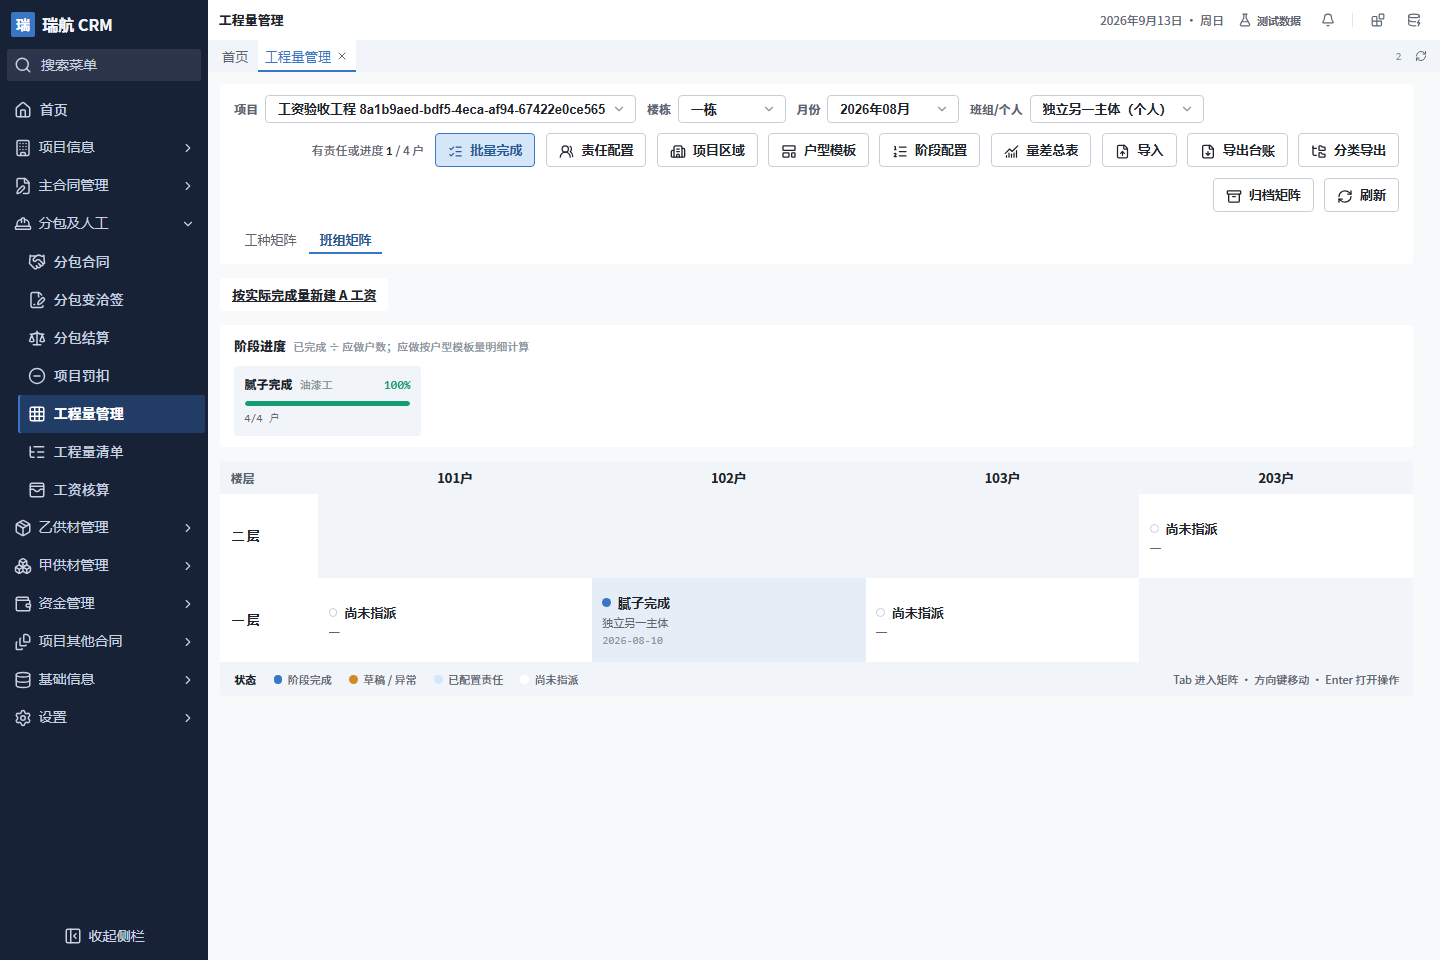 瑞 瑞航 CRM
搜索菜单
首页
项目信息
主合同管理
分包及人工
分包合同
分包变洽签
分包结算
项目罚扣
工程量管理
工程量清单
工资核算
乙供材管理
甲供材管理
资金管理
项目其他合同
基础信息
设置
收起侧栏
工程量管理
2026年9月13日 • 周日 测试数据
首页 工程量管理 2
项目 工资验收工程 8a1b9aed-bdf5-4eca-af94-67422e0ce565 楼栋 一栋 月份 2026年08月 班组/个人 独立另一主体（个人）
有责任或进度 1 / 4 户 批量完成 责任配置 项目区域 户型模板 阶段配置 量差总表 导入 导出台账 分类导出
归档矩阵 刷新
工种矩阵 班组矩阵
按实际完成量新建 A 工资
阶段进度 已完成 ÷ 应做户数；应做按户型模板量明细计算
腻子完成 油漆工 100%
4/4 户
楼层 101户 102户 103户 203户
二层 尚未指派
—
一层 尚未指派 腻子完成 尚未指派
— 独立另一主体 —
2026-08-10
状态 阶段完成 草稿 / 异常 已配置责任 尚未指派 Tab 进入矩阵 • 方向键移动 • Enter 打开操作